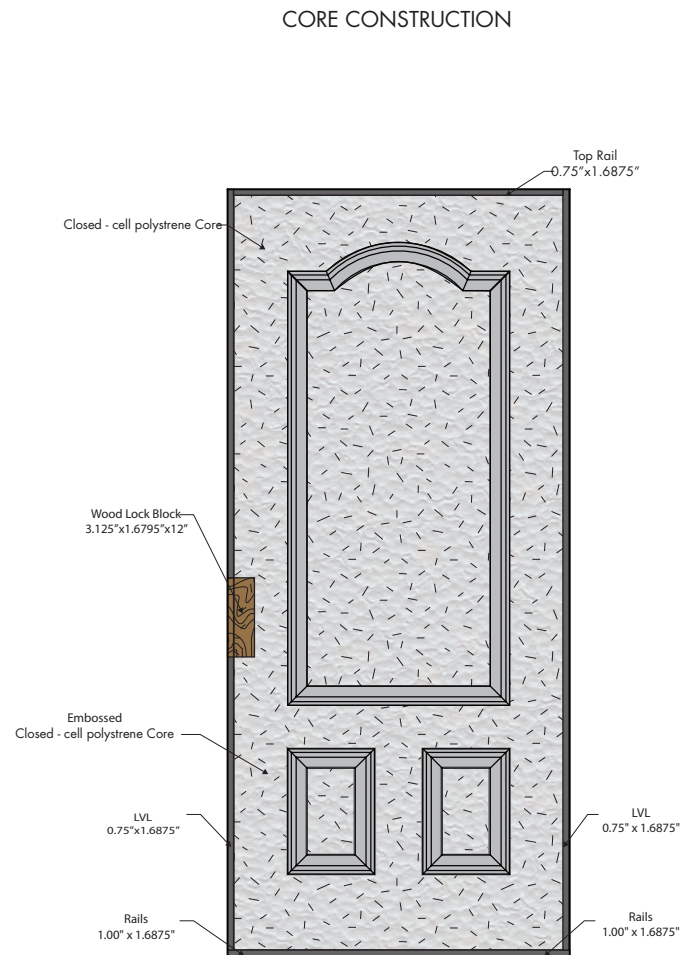 CORE CONSTRUCTION
Top Rail
0.75”x1.6875”
Closed - cell polystrene Core
Wood Lock Block
3.125”x1.6795”x12”
Embossed
Closed - cell polystrene Core
LVL
0.75”x1.6875”
LVL
0.75" x 1.6875"
Rails
1.00" x 1.6875"
Rails
1.00" x 1.6875"